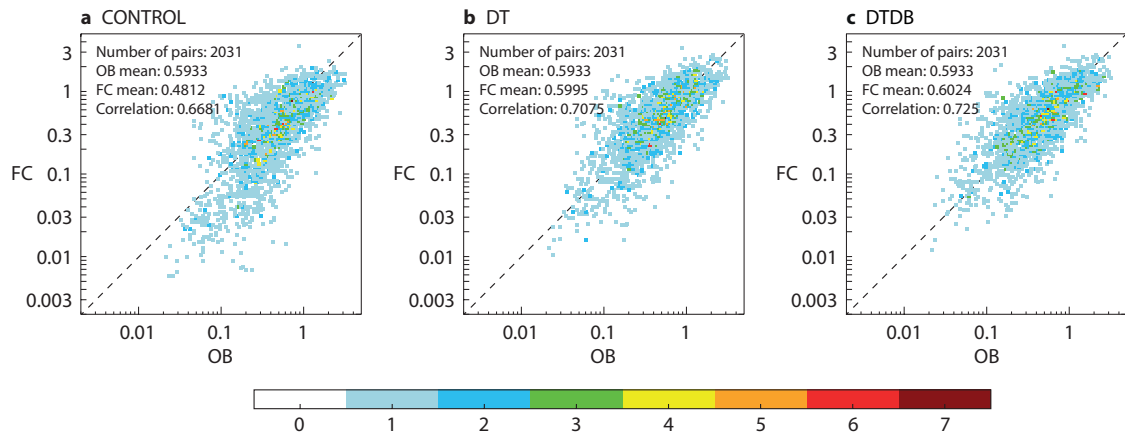 a CONTROL
Number of pairs: 2031
OB mean: 0.5933
FC mean: 0.4812
Correlation: 0.6681
3
1
0.3
FC
0.1
0.03
0.01
0.003
0.01 0.1 1
OB
b DT
Number of pairs: 2031
OB mean: 0.5933
FC mean: 0.5995
Correlation: 0.7075
3
1
0.3
FC
0.1
0.03
0.01
0.003
0.01 0.1 1
OB
c DTDB
Number of pairs: 2031
OB mean: 0.5933
FC mean: 0.6024
Correlation: 0.725
3
1
0.3
FC
0.1
0.03
0.01
0.003
0.01 0.1 1
OB
0 1 2 3 4 5 6 7